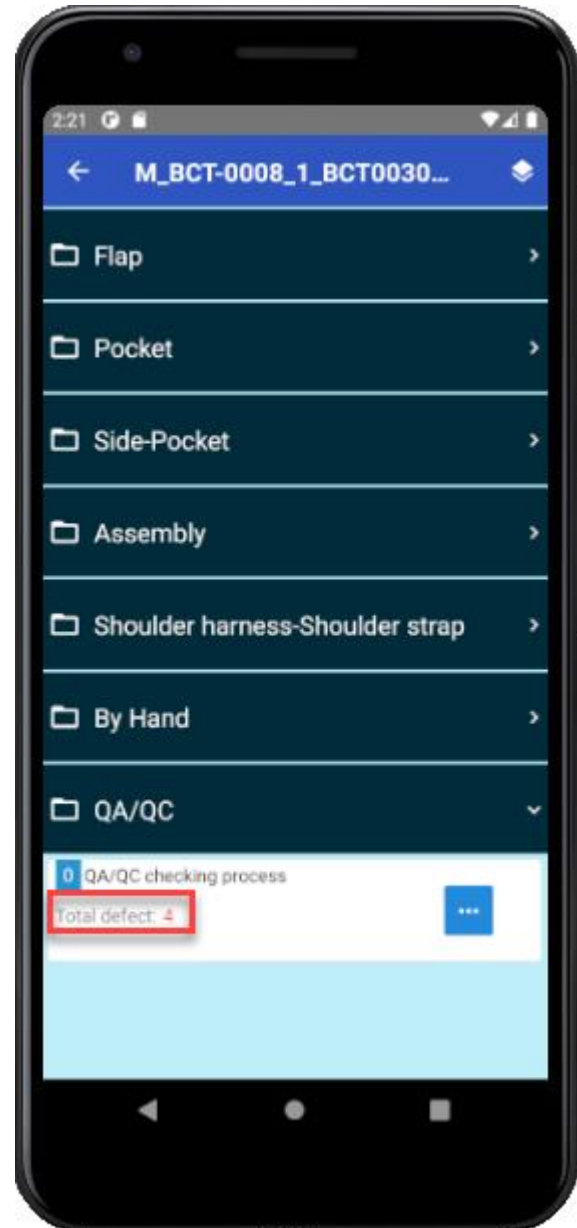 2:21
M_BCT-0008_1_BCT0030...
Flap
Pocket
Side-Pocket
Assembly
Shoulder harness-Shoulder strap
By Hand
QA/QC
0 QA/QC checking process
Total defect: 4